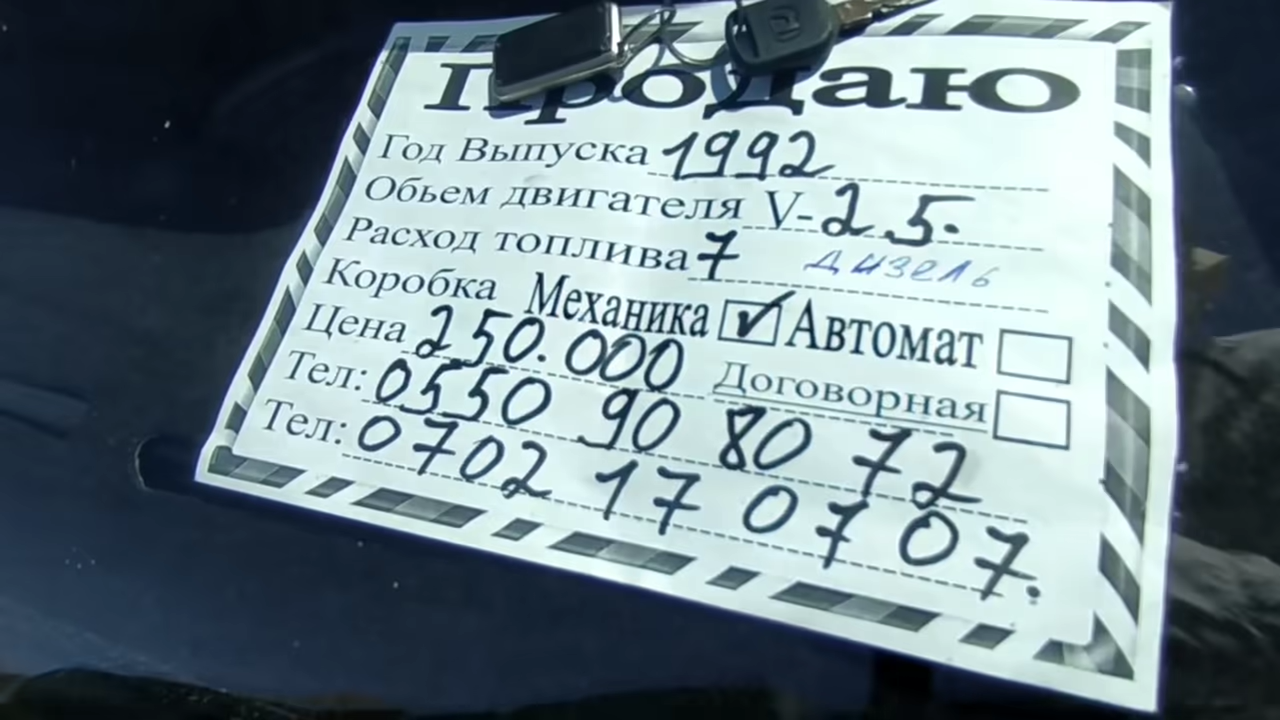 Продаю
Год Выпуска 1992
Обьем двигателя V- 2.5.
Расход топлива 7 дизель
Коробка Механика ✓ Автомат
Цена 250.000 Договорная
Тел: 0550 90 80 72
Тел: 0702 17 07 07.